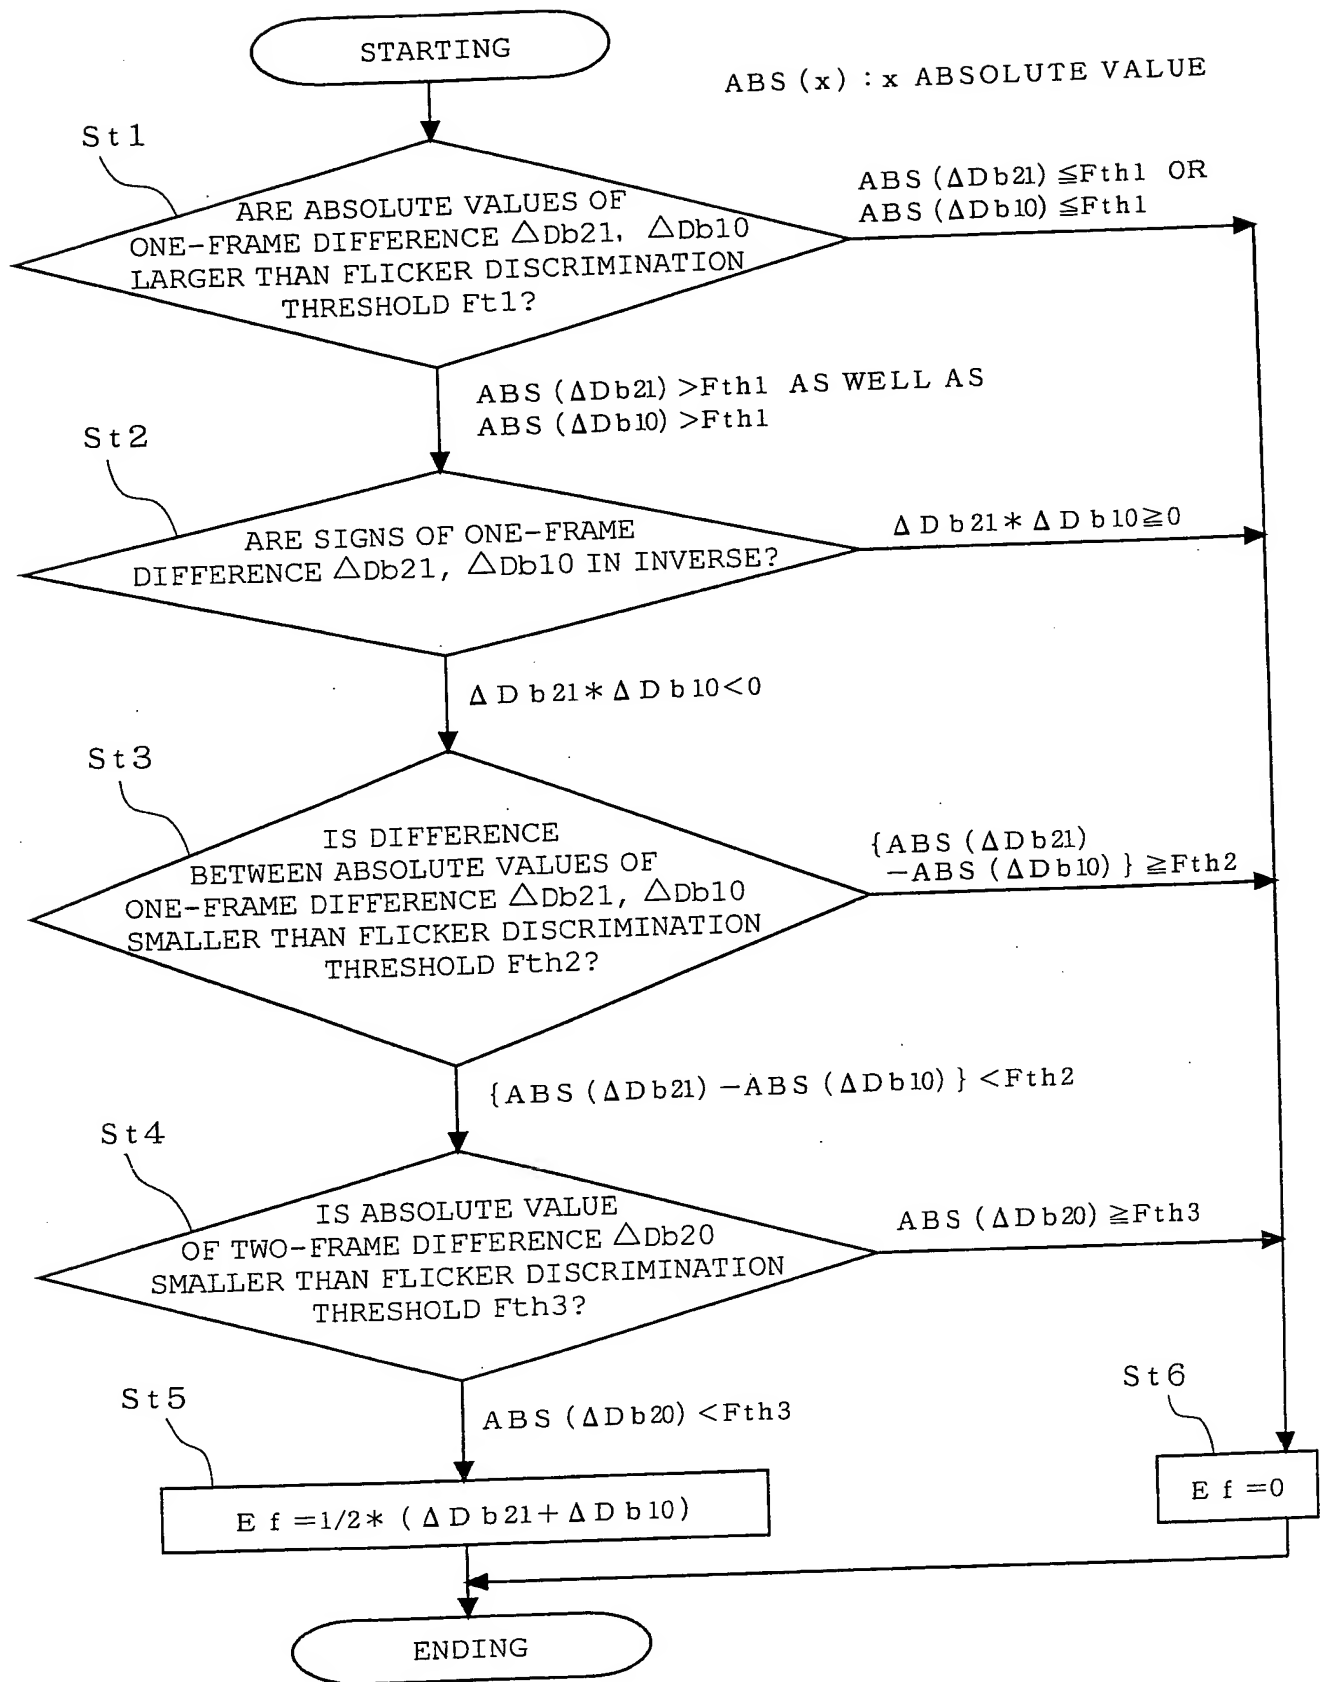 STARTING
ABS (x) : x ABSOLUTE VALUE
St1
ARE ABSOLUTE VALUES OF
ONE-FRAME DIFFERENCE △Db21, △Db10
LARGER THAN FLICKER DISCRIMINATION
THRESHOLD Ft1?
ABS (ΔDb21) ≦Fth1 OR
ABS (ΔDb10) ≦Fth1
ABS (ΔDb21) >Fth1 AS WELL AS
ABS (ΔDb10) >Fth1
St2
ARE SIGNS OF ONE-FRAME
DIFFERENCE △Db21, △Db10 IN INVERSE?
ΔDb21*ΔDb10≧0
ΔDb21*ΔDb10<0
St3
IS DIFFERENCE
BETWEEN ABSOLUTE VALUES OF
ONE-FRAME DIFFERENCE △Db21, △Db10
SMALLER THAN FLICKER DISCRIMINATION
THRESHOLD Fth2?
{ABS (ΔDb21)
−ABS (ΔDb10) } ≧Fth2
{ABS (ΔDb21) −ABS (ΔDb10) } <Fth2
St4
IS ABSOLUTE VALUE
OF TWO-FRAME DIFFERENCE △Db20
SMALLER THAN FLICKER DISCRIMINATION
THRESHOLD Fth3?
ABS (ΔDb20) ≧Fth3
ABS (ΔDb20) <Fth3
St5
Ef=1/2* (ΔDb21+ΔDb10)
St6
Ef=0
ENDING